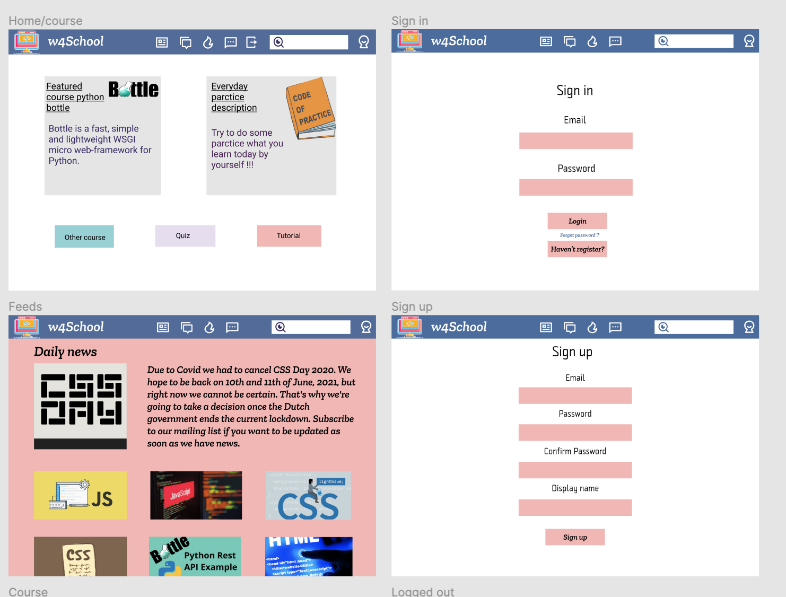 Home/course
w4School
Featured
course python
bottle
Bottle
Bottle is a fast, simple
and lightweight WSGI
micro web-framework for
Python.
Everyday
parctice
description
CODE
OF
PRACTICE
Try to do some
parctice what you
learn today by
yourself !!!
Other course
Quiz
Tutorial
Sign in
w4School
Sign in
Email
Password
Login
Forget password ?
Haven't register?
Feeds
w4School
Daily news
CSS
DAY
Due to Covid we had to cancel CSS Day 2020. We
hope to be back on 10th and 11th of June, 2021, but
right now we cannot be certain. That's why we're
going to take a decision once the Dutch
government ends the current lockdown. Subscribe
to our mailing list if you want to be updated as
soon as we have news.
JS
JavaScript
CSS
CSS
Bottle
Python Rest
API Example
HTML
Sign up
w4School
Sign up
Email
Password
Confirm Password
Display name
Sign up
Course
Logged out